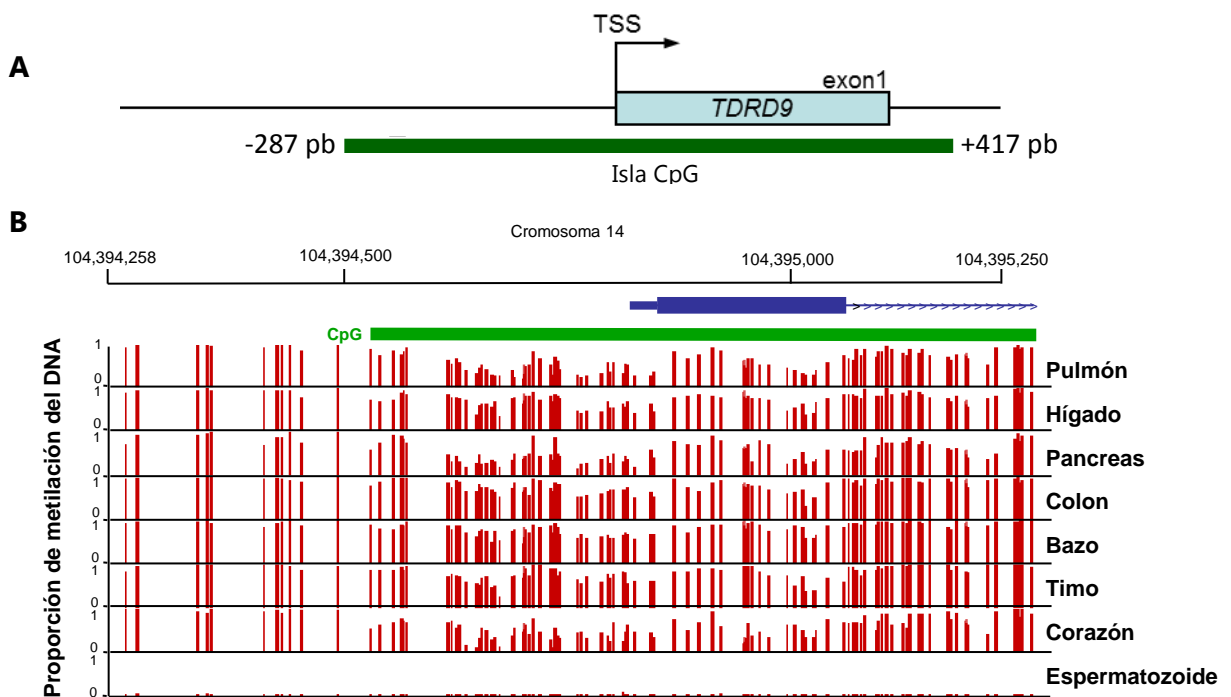 A
TSS
exon1
TDRD9
-287 pb
+417 pb
Isla CpG
B
Cromosoma 14
104,394,258
104,394,500
104,395,000
104,395,250
CpG
Proporción de metilación del DNA
1
0
Pulmón
1
0
Hígado
1
0
Pancreas
1
0
Colon
1
0
Bazo
1
0
Timo
1
0
Corazón
1
0
Espermatozoide